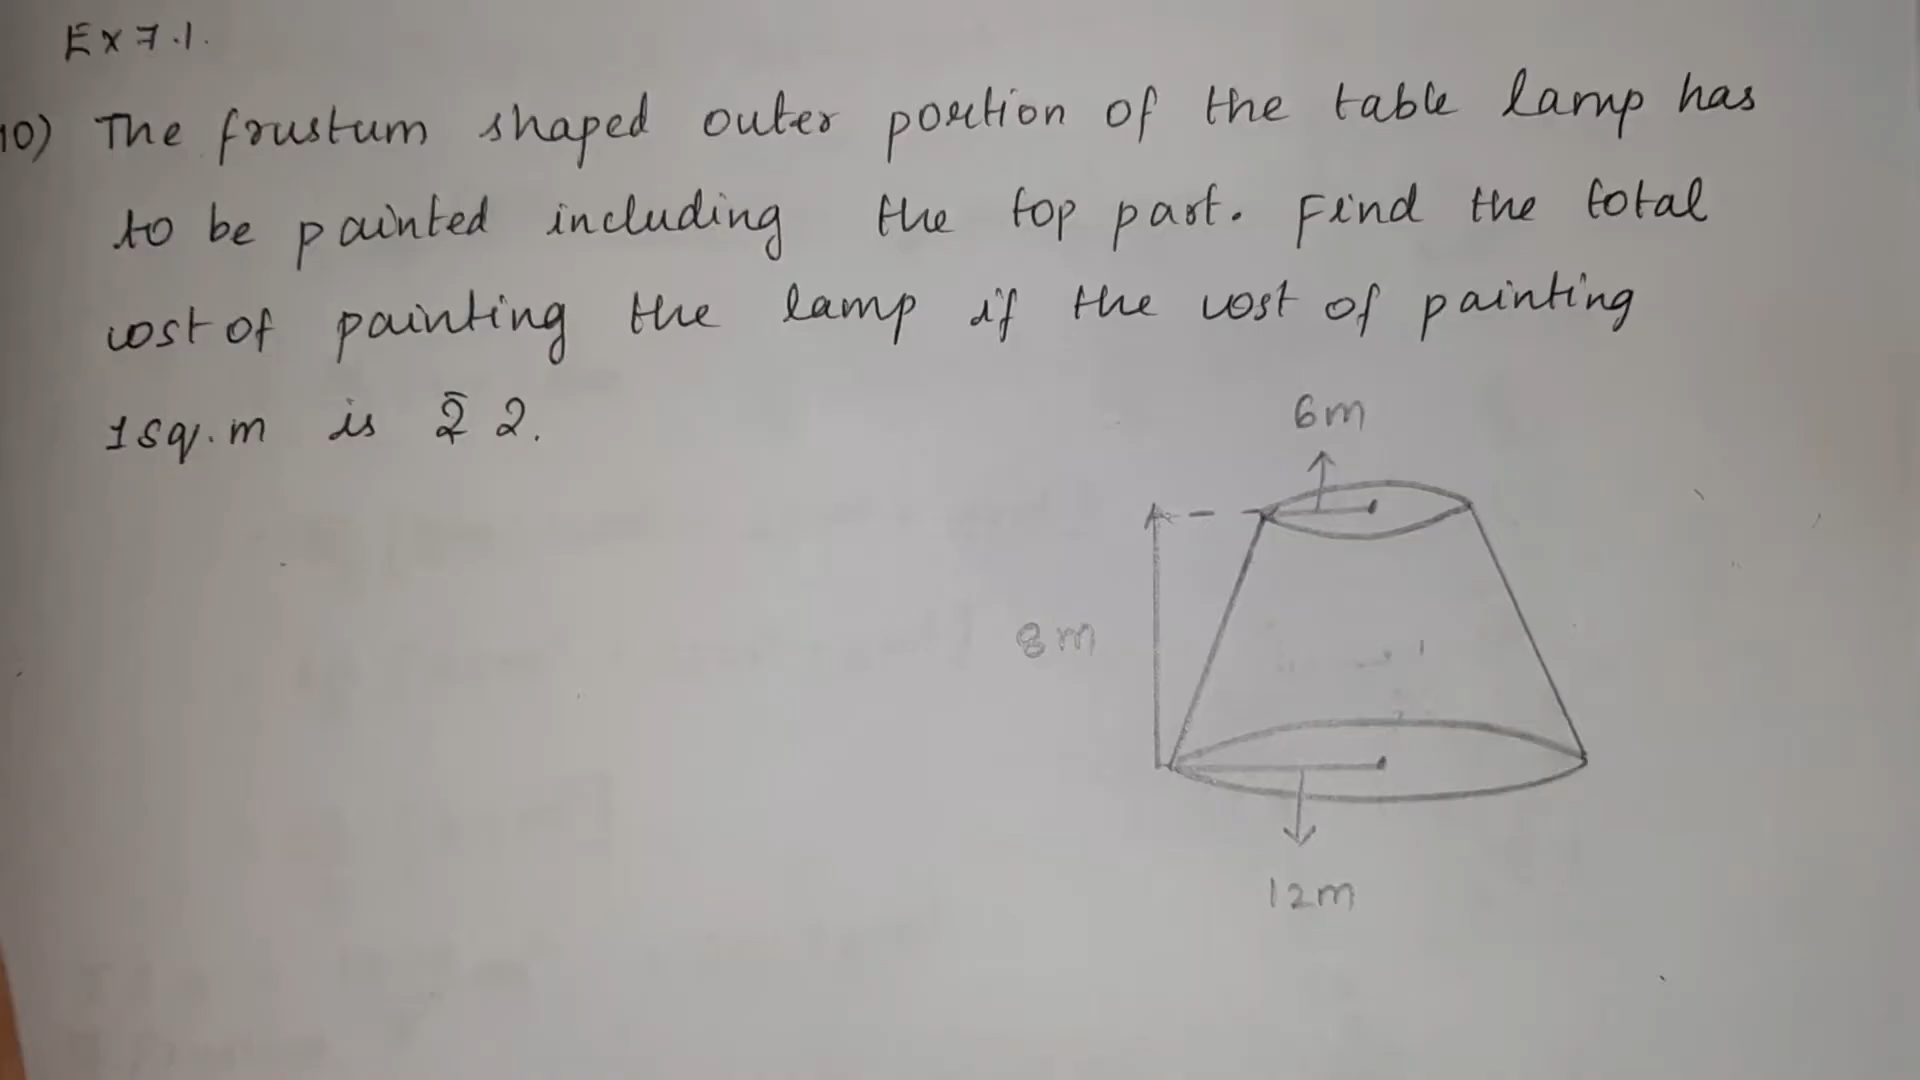 Ex 7.1.
10) The frustum shaped outer portion of the table lamp has
to be painted including the top part. Find the total
cost of painting the lamp if the cost of painting
1sq.m is ₹ 2.
6m
8m
12m